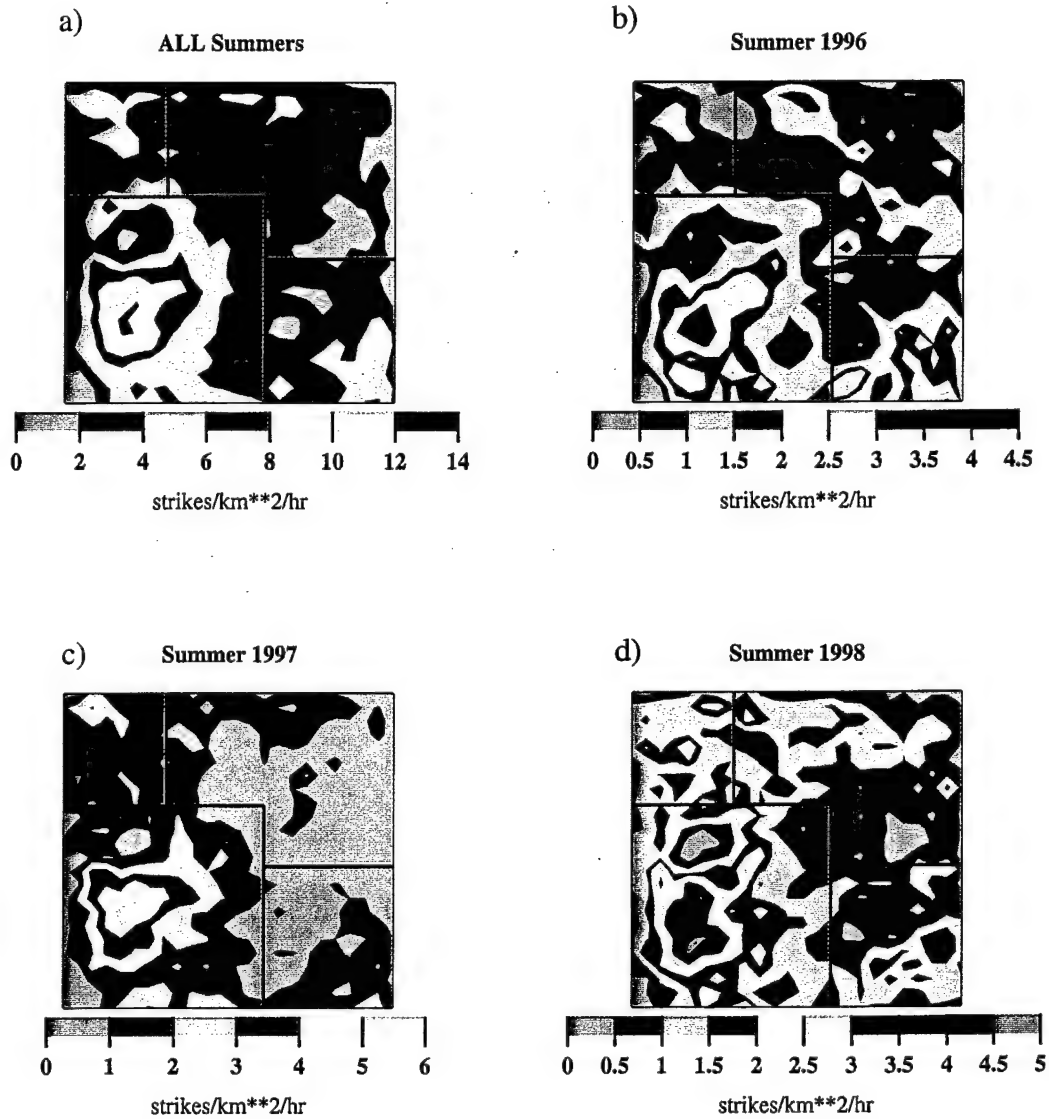 a)
ALL Summers
0 2 4 6 8 10 12 14
strikes/km**2/hr
b)
Summer 1996
0 0.5 1 1.5 2 2.5 3 3.5 4 4.5
strikes/km**2/hr
c)
Summer 1997
0 1 2 3 4 5 6
strikes/km**2/hr
d)
Summer 1998
0 0.5 1 1.5 2 2.5 3 3.5 4 4.5 5
strikes/km**2/hr